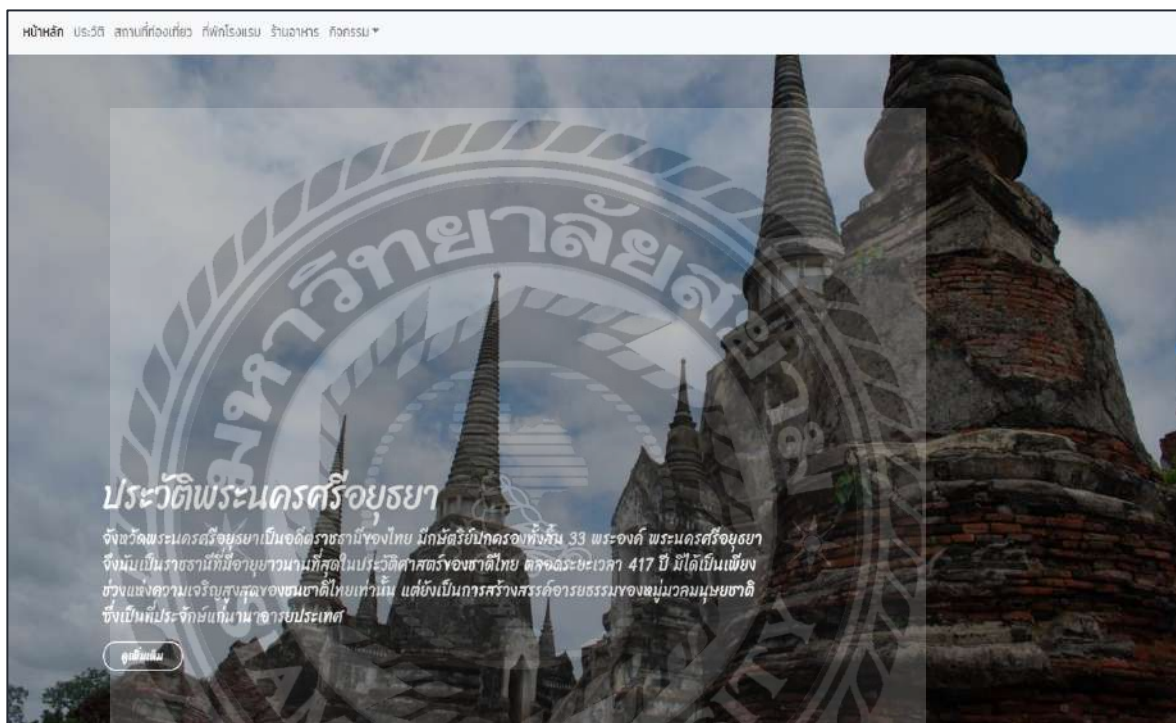 หน้าหลัก ประวัติ สถานที่ท่องเที่ยว ที่พักโรงแรม ร้านอาหาร กิจกรรม
มหาวิทยาลัยสยาม
ประวัติพระนครศรีอยุธยา
จังหวัดพระนครศรีอยุธยาเป็นอดีตราชธานีของไทย มีกษัตริย์ปกครองทั้งสิ้น 33 พระองค์ พระนครศรีอยุธยา
จึงนับเป็นราชธานีที่มีอายุยาวนานที่สุดในประวัติศาสตร์ของชาติไทย ตลอดระยะเวลา 417 ปี มิได้เป็นเพียง
ช่วงแห่งความเจริญสูงสุดของชนชาติไทยเท่านั้น แต่ยังเป็นการสร้างสรรค์อารยธรรมของหมู่มวลมนุษยชาติ
ซึ่งเป็นที่ประจักษ์แก่นานาอารยประเทศ
ดูเพิ่มเติม